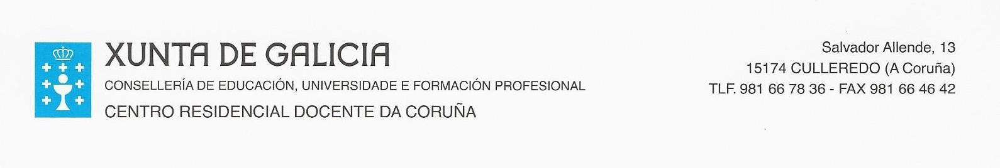 XUNTA DE GALICIA
CONSELLERÍA DE EDUCACIÓN, UNIVERSIDADE E FORMACIÓN PROFESIONAL
CENTRO RESIDENCIAL DOCENTE DA CORUÑA
Salvador Allende, 13
15174 CULLEREDO (A Coruña)
TLF. 981 66 78 36 - FAX 981 66 46 42